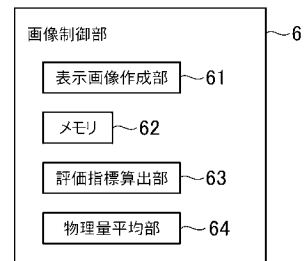 画像制御部 6
表示画像作成部 61
メモリ 62
評価指標算出部 63
物理量平均部 64